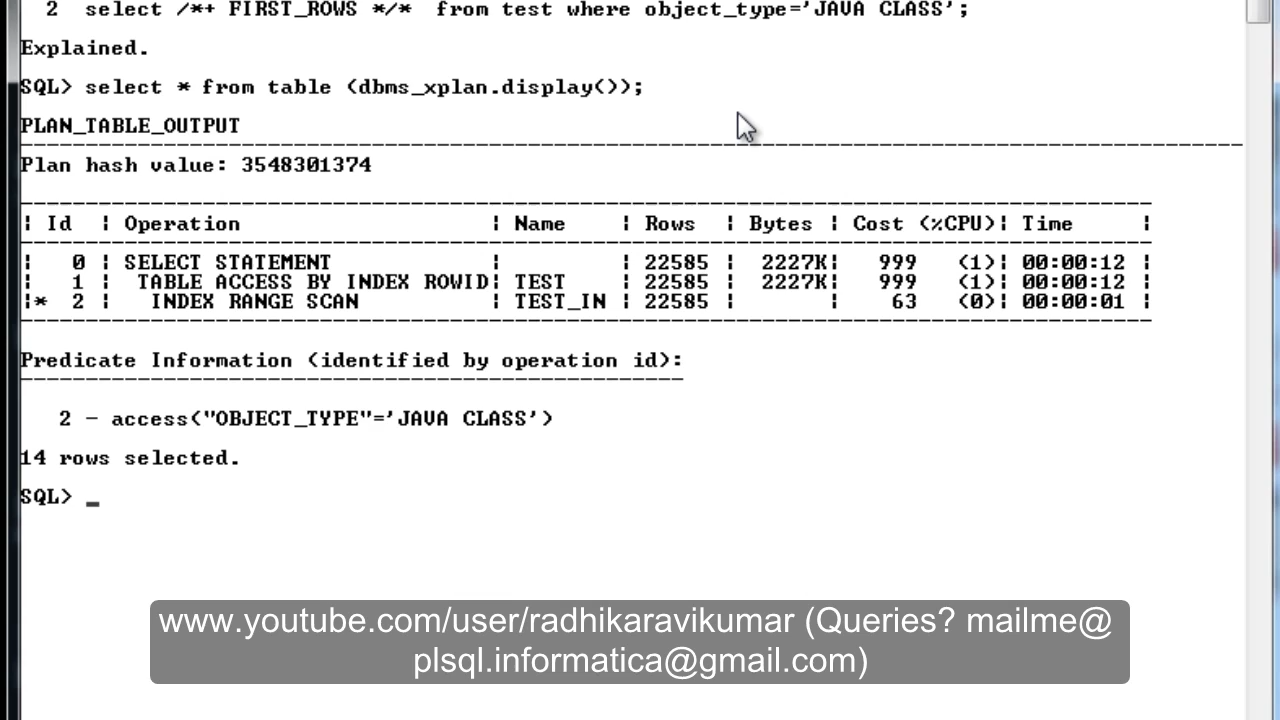 2  select /*+ FIRST_ROWS */*  from test where object_type='JAVA CLASS';
Explained.
SQL> select * from table (dbms_xplan.display());
PLAN_TABLE_OUTPUT
--------------------------------------------------------------------------------
Plan hash value: 3548301374
---------------------------------------------------------------------------------------
| Id  | Operation                   | Name    | Rows  | Bytes | Cost (%CPU)| Time     |
---------------------------------------------------------------------------------------
|   0 | SELECT STATEMENT            |         | 22585 |  2227K|   999   (1)| 00:00:12 |
|   1 |  TABLE ACCESS BY INDEX ROWID| TEST    | 22585 |  2227K|   999   (1)| 00:00:12 |
|*  2 |   INDEX RANGE SCAN          | TEST_IN | 22585 |       |    63   (0)| 00:00:01 |
---------------------------------------------------------------------------------------
Predicate Information (identified by operation id):
---------------------------------------------------
2 - access("OBJECT_TYPE"='JAVA CLASS')
14 rows selected.
SQL> _
www.youtube.com/user/radhikaravikumar (Queries? mailme@
plsql.informatica@gmail.com)